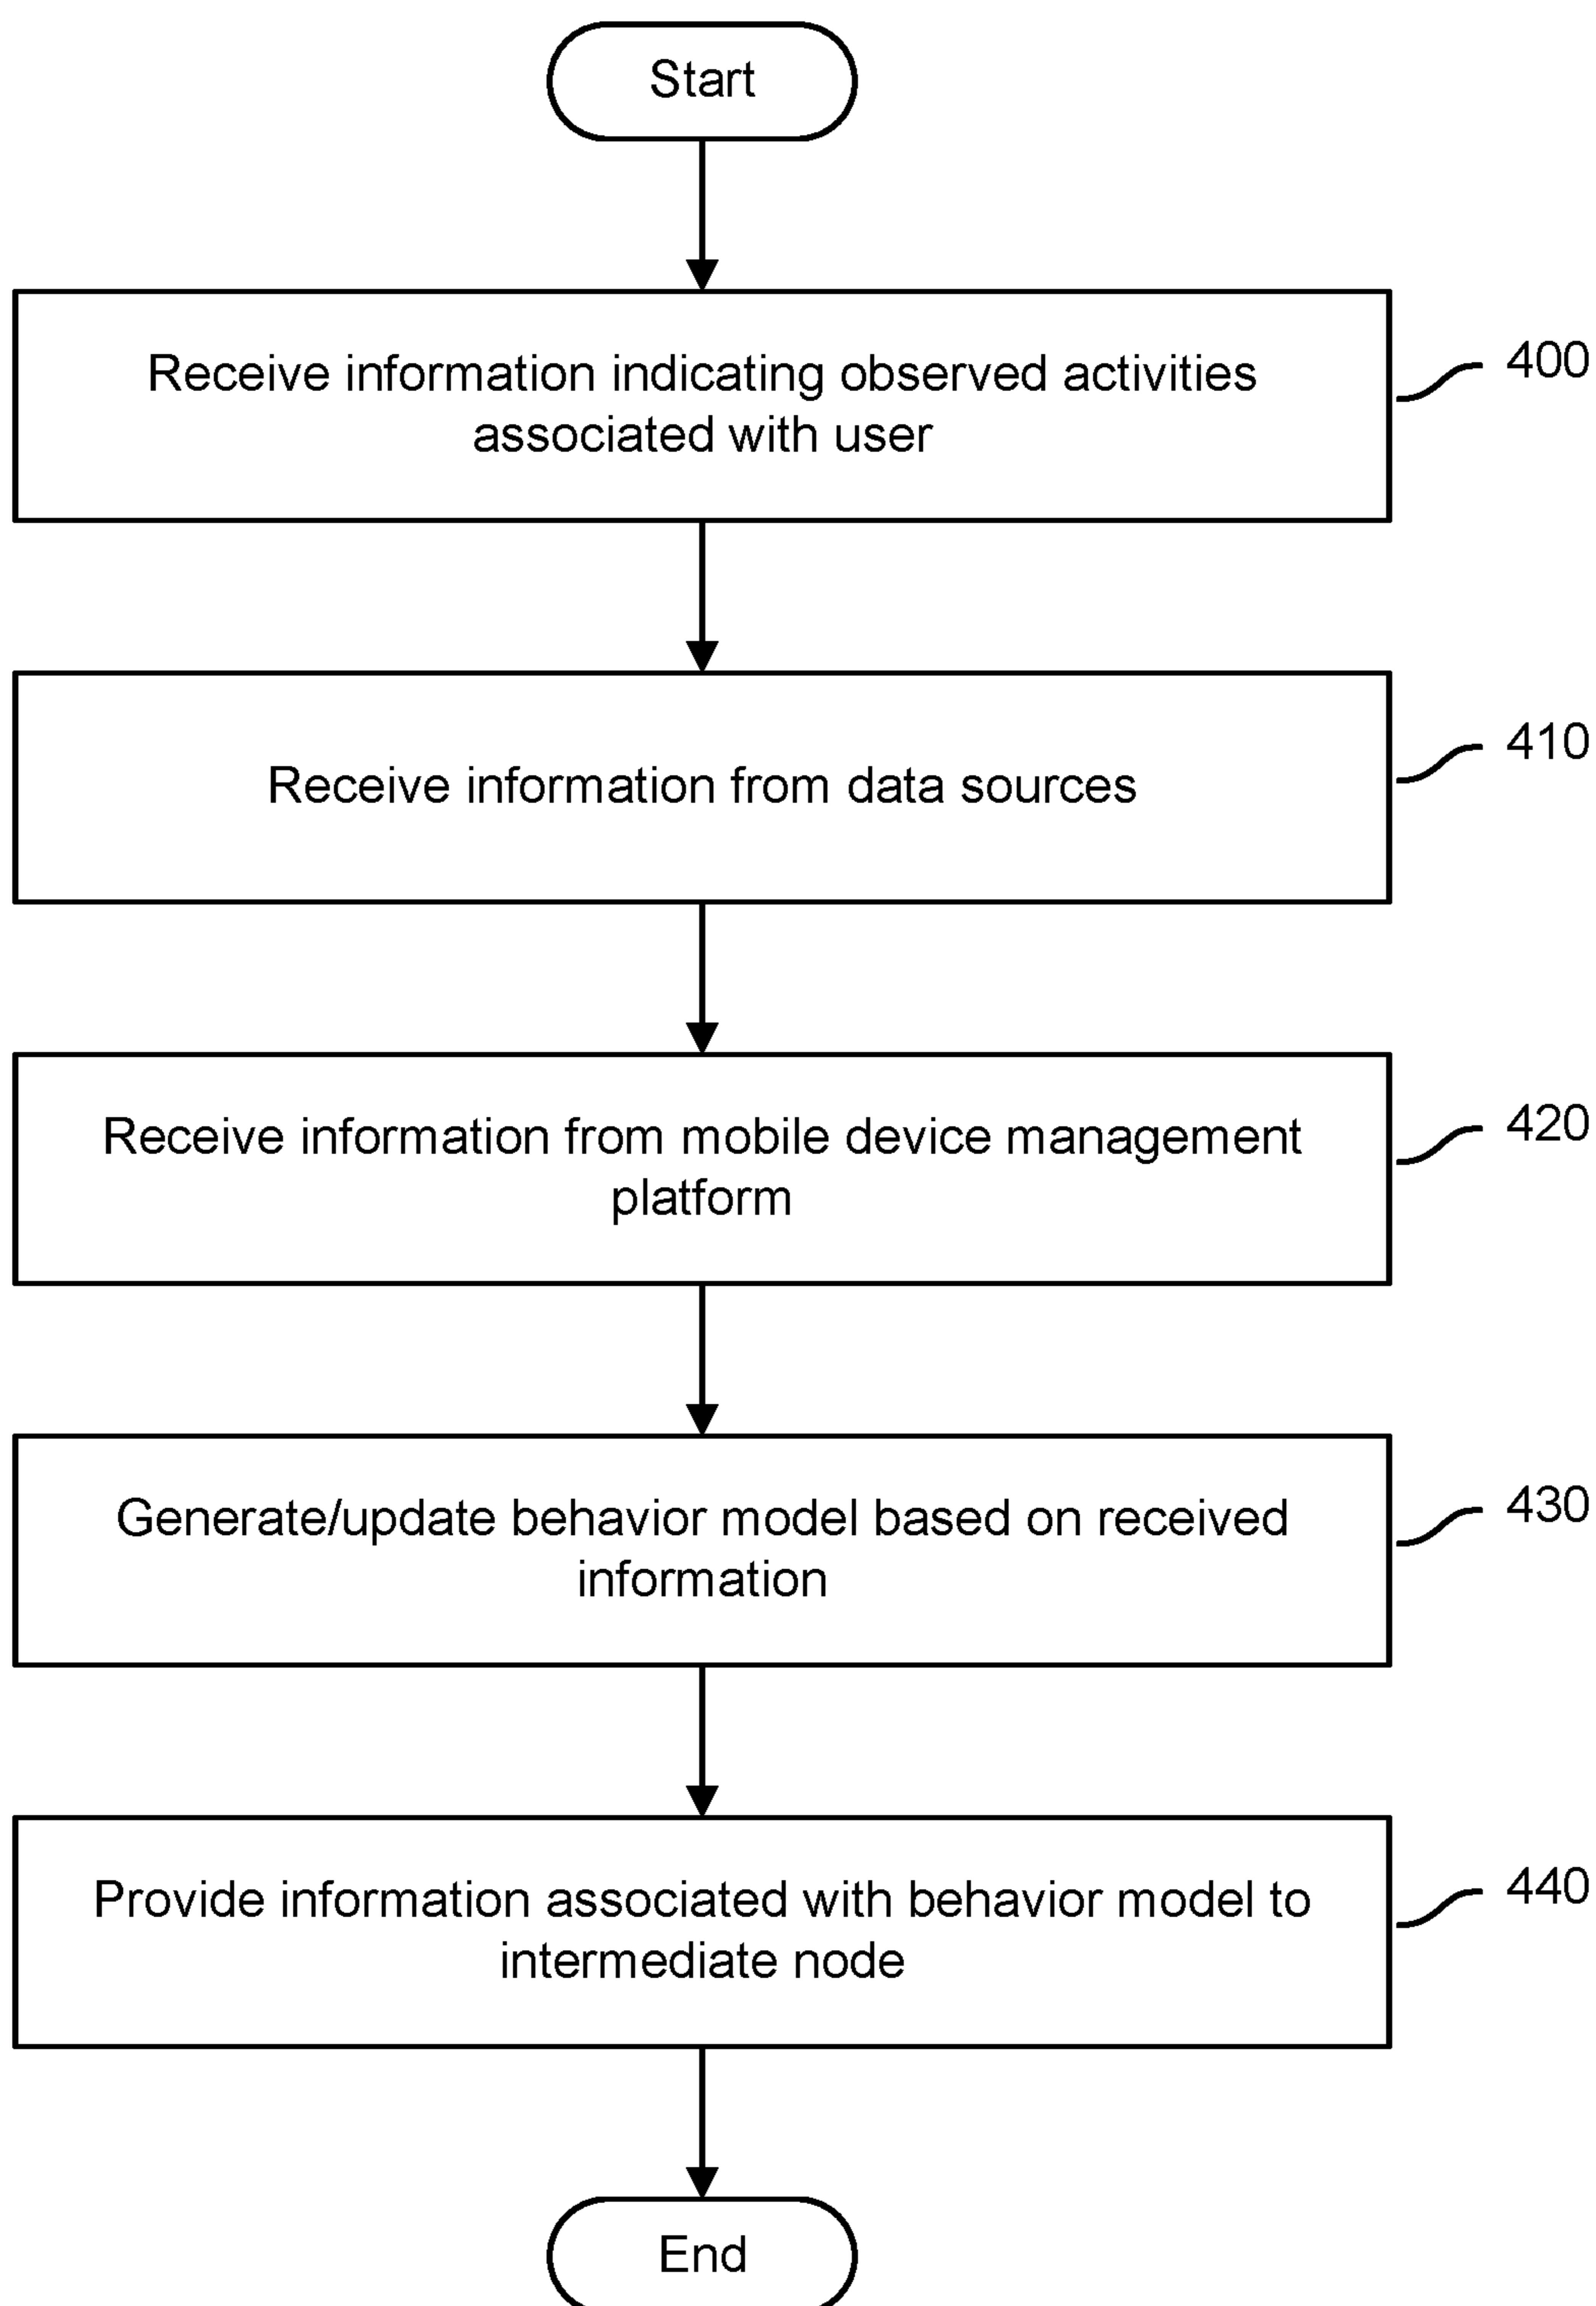 Start
Receive information indicating observed activities
associated with user
400
Receive information from data sources
410
Receive information from mobile device management
platform
420
Generate/update behavior model based on received
information
430
Provide information associated with behavior model to
intermediate node
440
End